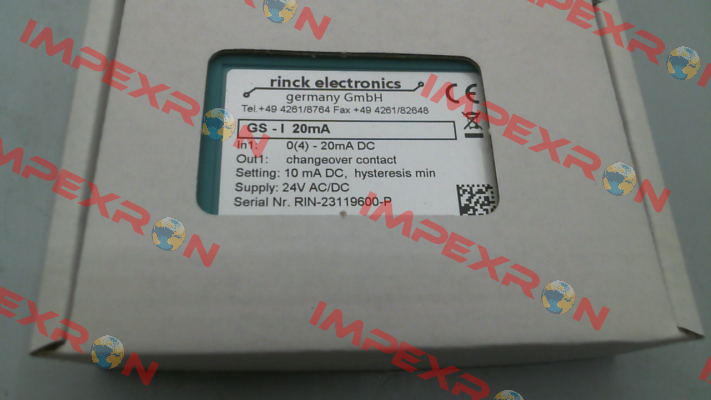 rinck electronics
germany GmbH
Tel.+49 4261/8764 Fax +49 4261/82648
GS - I 20mA
In1: 0(4) - 20mA DC
Out1: changeover contact
Setting: 10 mA DC, hysteresis min
Supply: 24V AC/DC
Serial Nr. RIN-23119600-P
CE
IMPEXRON
IMPEXRON
IMPEXRON
IMPEXRON
IMPEXRON
IMPEXRON
IMPEXRON